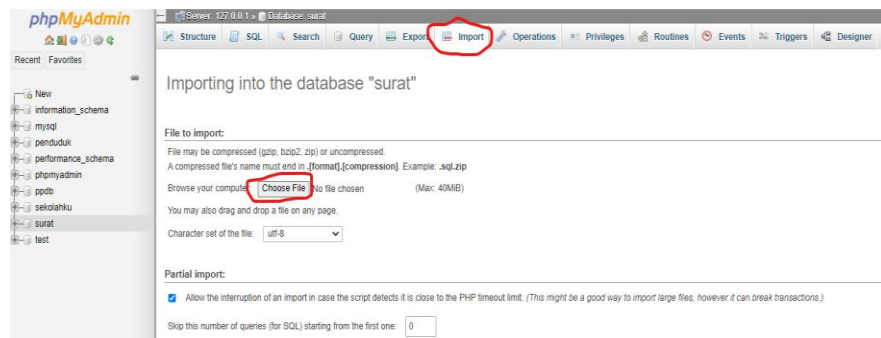 phpMyAdmin
Recent Favorites
New
information_schema
mysql
penduduk
performance_schema
phpmyadmin
ppdb
sekolahku
surat
test
Server: 127.0.0.1 » Database: surat
Structure SQL Search Query Export Import Operations Privileges Routines Events Triggers Designer
Importing into the database "surat"
File to import:
File may be compressed (gzip, bzip2, zip) or uncompressed.
A compressed file's name must end in .[format].[compression]. Example: .sql.zip
Browse your computer: Choose File No file chosen (Max: 40MiB)
You may also drag and drop a file on any page.
Character set of the file: utf-8
Partial import:
Allow the interruption of an import in case the script detects it is close to the PHP timeout limit. (This might be a good way to import large files, however it can break transactions.)
Skip this number of queries (for SQL) starting from the first one: 0